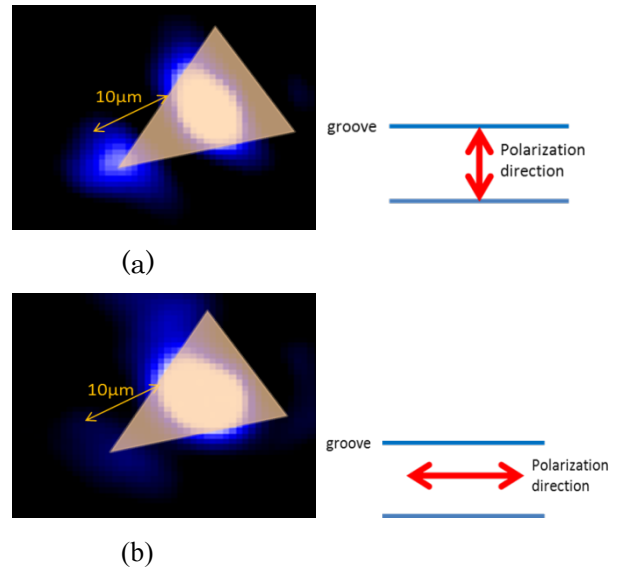 10μm
groove
Polarization
direction
(a)
10μm
groove
Polarization
direction
(b)